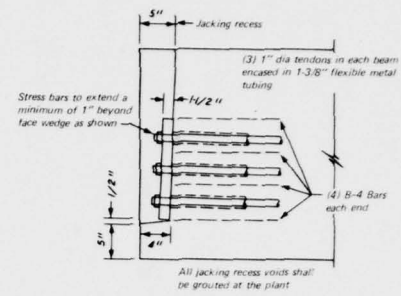 5"
Jacking recess
(3) 1" dia tendons in each beam
encased in 1-3/8" flexible metal
tubing
Stress bars to extend a
minimum of 1" beyond
face wedge as shown
1-1/2"
1/2"
(4) B-4 Bars
each end
5"
4"
All jacking recess voids shall
be grouted at the plant